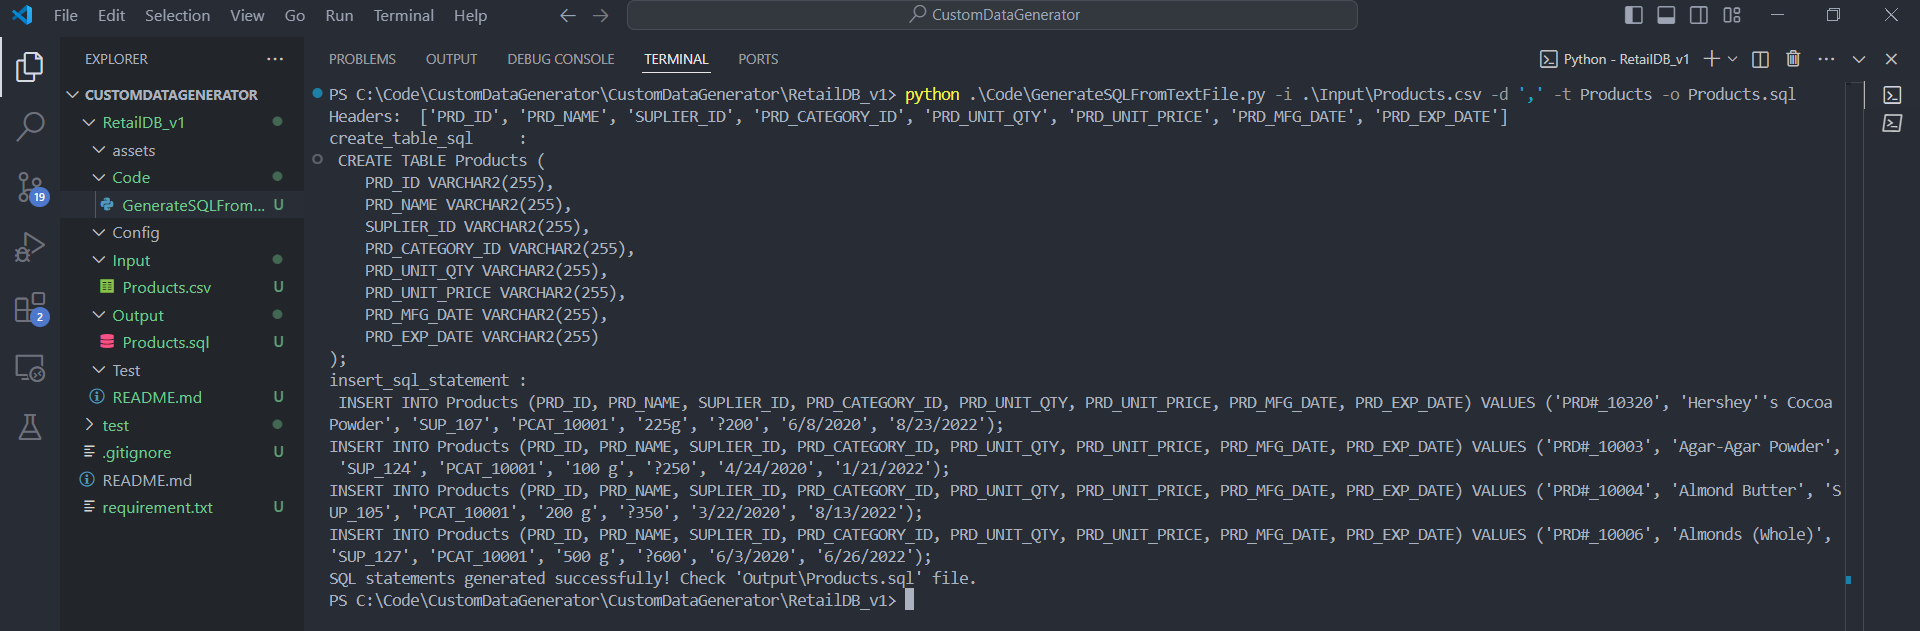 File Edit Selection View Go Run Terminal Help
CustomDataGenerator
EXPLORER
CUSTOMDATAGENERATOR
RetailDB_v1
assets
Code
GenerateSQLFrom... U
Config
Input
Products.csv U
Output
Products.sql U
Test
README.md U
test
.gitignore U
README.md
requirement.txt U
19
2
PROBLEMS OUTPUT DEBUG CONSOLE TERMINAL PORTS
Python - RetailDB_v1
PS C:\Code\CustomDataGenerator\CustomDataGenerator\RetailDB_v1> python .\Code\GenerateSQLFromTextFile.py -i .\Input\Products.csv -d ',' -t Products -o Products.sql
Headers:  ['PRD_ID', 'PRD_NAME', 'SUPLIER_ID', 'PRD_CATEGORY_ID', 'PRD_UNIT_QTY', 'PRD_UNIT_PRICE', 'PRD_MFG_DATE', 'PRD_EXP_DATE']
create_table_sql     :
CREATE TABLE Products (
PRD_ID VARCHAR2(255),
PRD_NAME VARCHAR2(255),
SUPLIER_ID VARCHAR2(255),
PRD_CATEGORY_ID VARCHAR2(255),
PRD_UNIT_QTY VARCHAR2(255),
PRD_UNIT_PRICE VARCHAR2(255),
PRD_MFG_DATE VARCHAR2(255),
PRD_EXP_DATE VARCHAR2(255)
);
insert_sql_statement :
INSERT INTO Products (PRD_ID, PRD_NAME, SUPLIER_ID, PRD_CATEGORY_ID, PRD_UNIT_QTY, PRD_UNIT_PRICE, PRD_MFG_DATE, PRD_EXP_DATE) VALUES ('PRD#_10320', 'Hershey''s Cocoa
Powder', 'SUP_107', 'PCAT_10001', '225g', '?200', '6/8/2020', '8/23/2022');
INSERT INTO Products (PRD_ID, PRD_NAME, SUPLIER_ID, PRD_CATEGORY_ID, PRD_UNIT_QTY, PRD_UNIT_PRICE, PRD_MFG_DATE, PRD_EXP_DATE) VALUES ('PRD#_10003', 'Agar-Agar Powder',
'SUP_124', 'PCAT_10001', '100 g', '?250', '4/24/2020', '1/21/2022');
INSERT INTO Products (PRD_ID, PRD_NAME, SUPLIER_ID, PRD_CATEGORY_ID, PRD_UNIT_QTY, PRD_UNIT_PRICE, PRD_MFG_DATE, PRD_EXP_DATE) VALUES ('PRD#_10004', 'Almond Butter', 'S
UP_105', 'PCAT_10001', '200 g', '?350', '3/22/2020', '8/13/2022');
INSERT INTO Products (PRD_ID, PRD_NAME, SUPLIER_ID, PRD_CATEGORY_ID, PRD_UNIT_QTY, PRD_UNIT_PRICE, PRD_MFG_DATE, PRD_EXP_DATE) VALUES ('PRD#_10006', 'Almonds (Whole)',
'SUP_127', 'PCAT_10001', '500 g', '?600', '6/3/2020', '6/26/2022');
SQL statements generated successfully! Check 'Output\Products.sql' file.
PS C:\Code\CustomDataGenerator\CustomDataGenerator\RetailDB_v1>